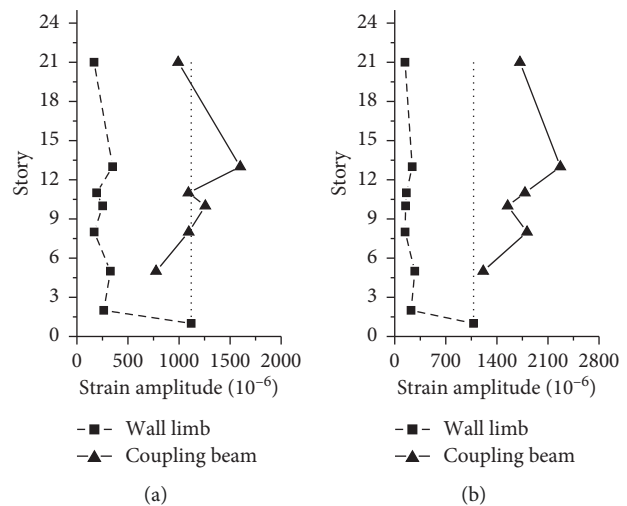 24
21
18
15
12
9
6
3
0
Story
0 500 1000 1500 2000
Strain amplitude (10⁻⁶)
Wall limb
Coupling beam
(a)
24
21
18
15
12
9
6
3
0
Story
0 700 1400 2100 2800
Strain amplitude (10⁻⁶)
Wall limb
Coupling beam
(b)